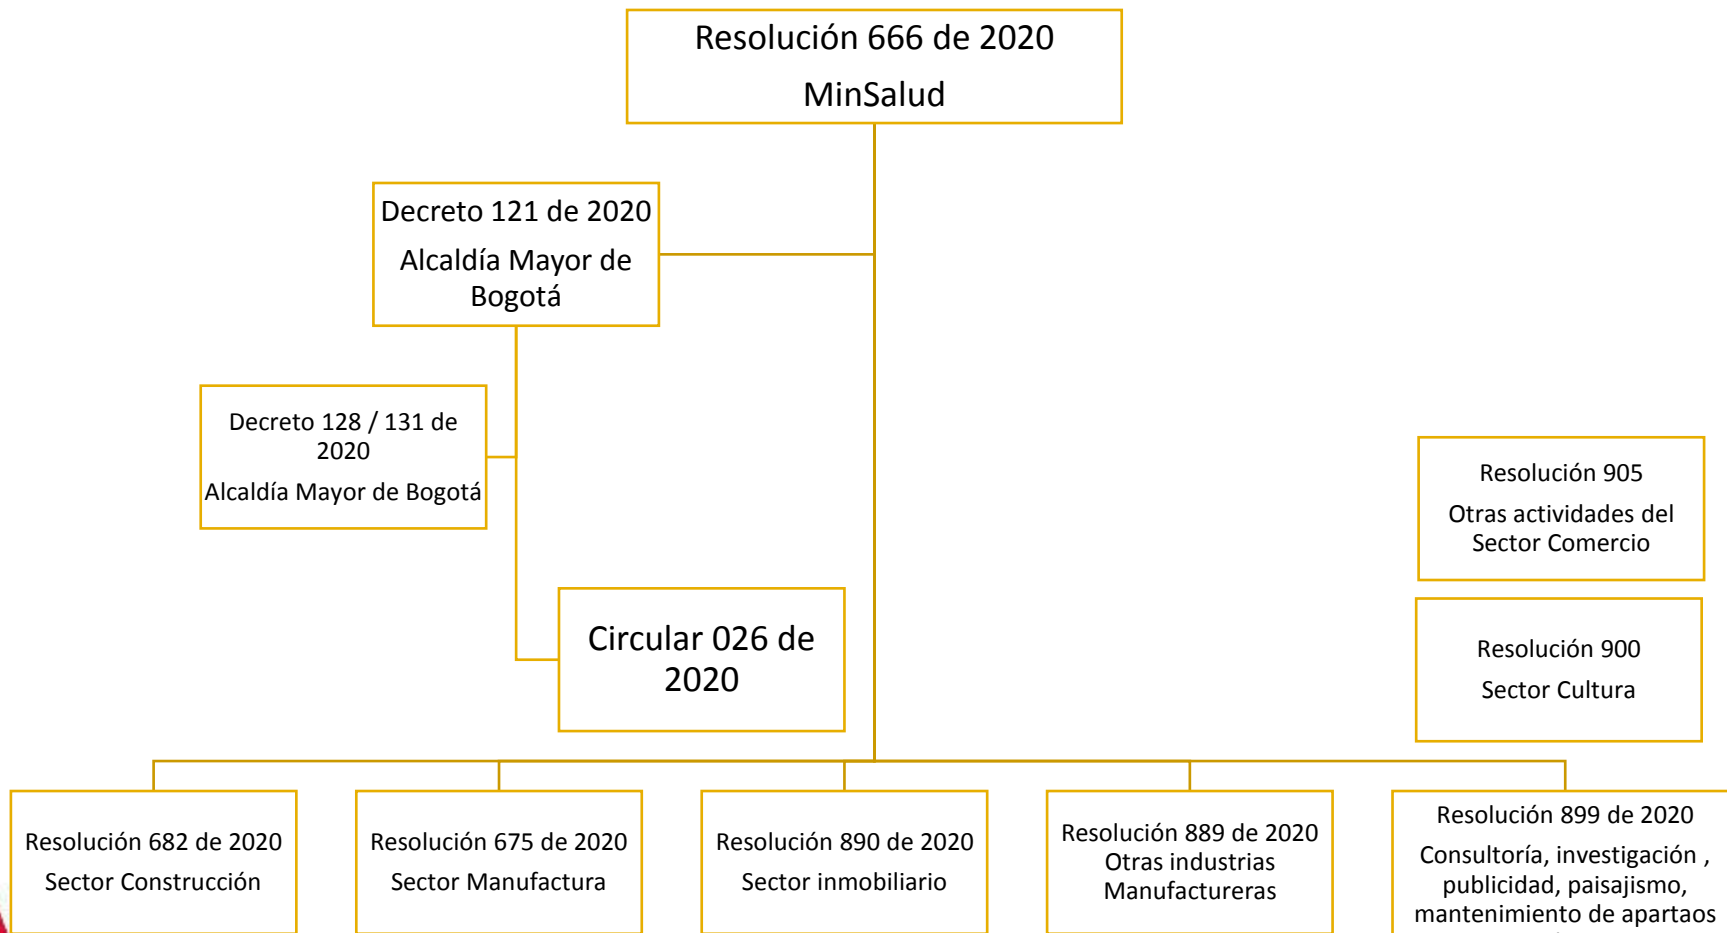 Resolución 666 de 2020
MinSalud
Decreto 121 de 2020
Alcaldía Mayor de
Bogotá
Decreto 128 / 131 de
2020
Alcaldía Mayor de Bogotá
Circular 026 de
2020
Resolución 905
Otras actividades del
Sector Comercio
Resolución 900
Sector Cultura
Resolución 682 de 2020
Sector Construcción
Resolución 675 de 2020
Sector Manufactura
Resolución 890 de 2020
Sector inmobiliario
Resolución 889 de 2020
Otras industrias
Manufactureras
Resolución 899 de 2020
Consultoría, investigación ,
publicidad, paisajismo,
mantenimiento de apartaos